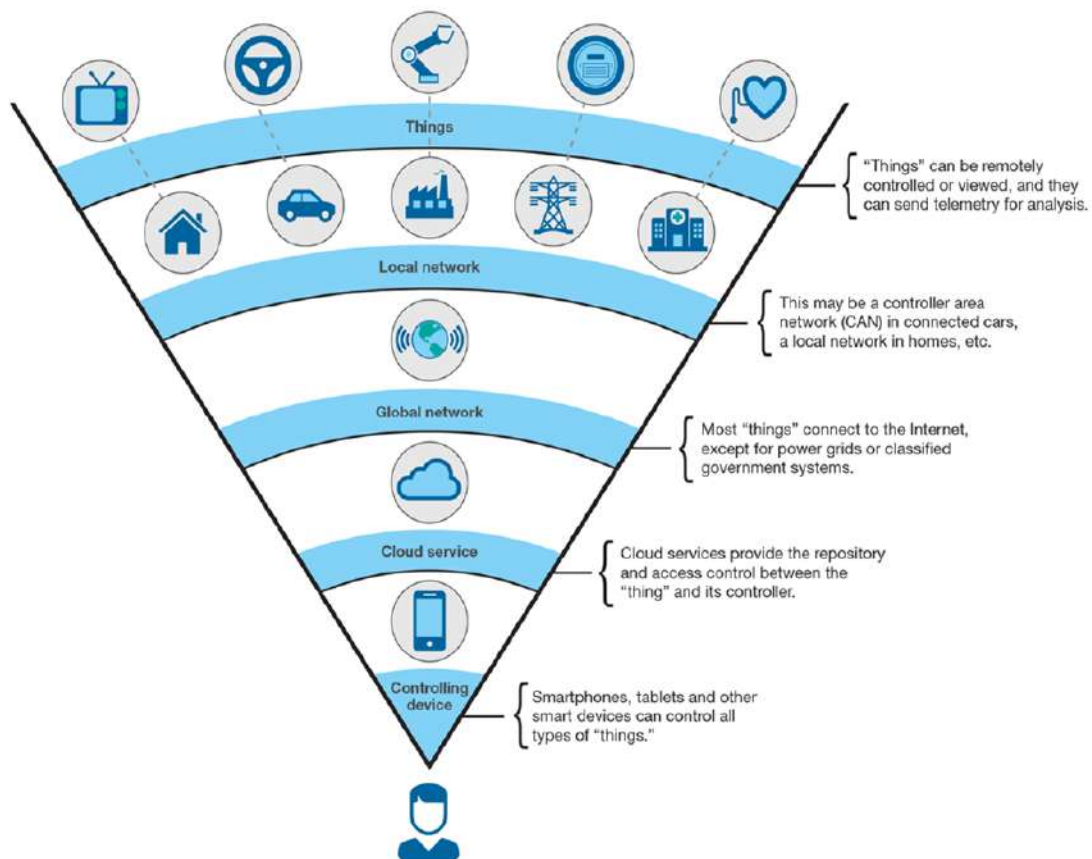 Things
"Things" can be remotely
controlled or viewed, and they
can send telemetry for analysis.
Local network
This may be a controller area
network (CAN) in connected cars,
a local network in homes, etc.
Global network
Most "things" connect to the Internet,
except for power grids or classified
government systems.
Cloud service
Cloud services provide the repository
and access control between the
"thing" and its controller.
Controlling
device
Smartphones, tablets and other
smart devices can control all
types of "things."